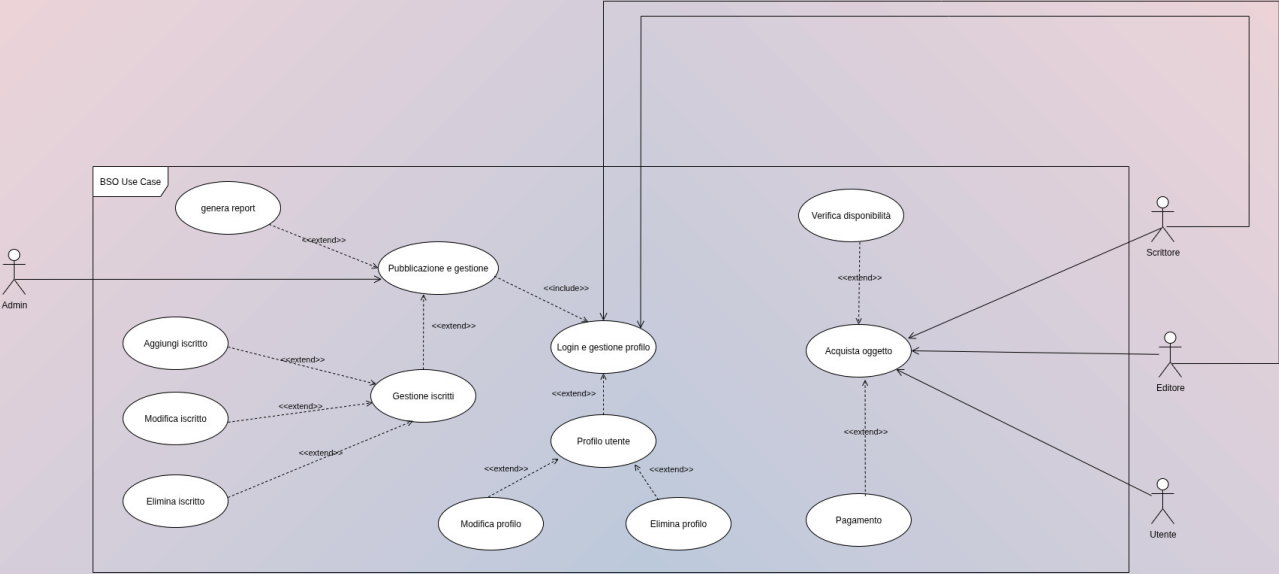 BSO Use Case
genera report
Verifica disponibilità
<<extend>>
Scrittore
Pubblicazione e gestione
Admin
<<include>>
<<extend>>
<<extend>>
Aggiungi iscritto
Login e gestione profilo
Acquista oggetto
<<extend>>
Editore
Gestione iscritti
<<extend>>
<<extend>>
Modifica iscritto
<<extend>>
Profilo utente
<<extend>>
<<extend>>
<<extend>>
Elimina iscritto
Modifica profilo
Elimina profilo
Pagamento
Utente